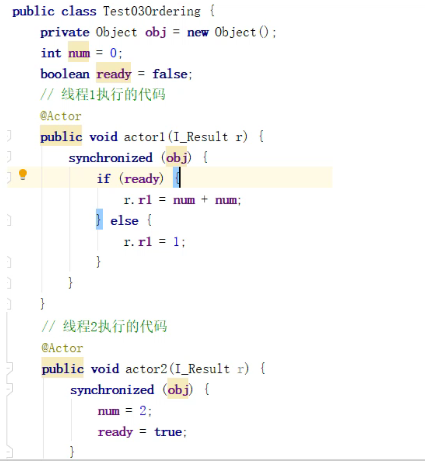 public class Test03Ordering {
private Object obj = new Object();
int num = 0;
boolean ready = false;
// 线程1执行的代码
@Actor
public void actor1(I_Result r) {
synchronized (obj) {
if (ready) {
r.r1 = num + num;
} else {
r.r1 = 1;
}
}
}
// 线程2执行的代码
@Actor
public void actor2(I_Result r) {
synchronized (obj) {
num = 2;
ready = true;
}